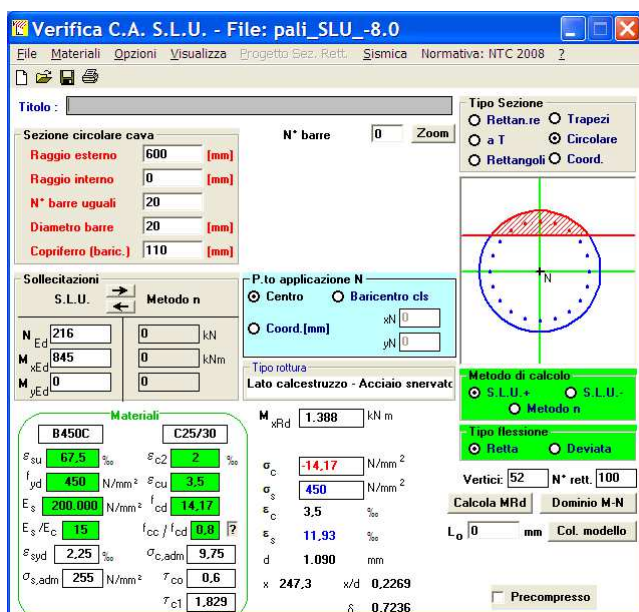 Verifica C.A. S.L.U. - File: pali_SLU_-8.0
File Materiali Opzioni Visualizza Progetto Sez. Rett. Sismica Normativa: NTC 2008 ?
Titolo :
N° barre 0 Zoom
Tipo Sezione
Rettan.re Trapezi
a T Circolare
Rettangoli Coord.
Sezione circolare cava
Raggio esterno 600 [mm]
Raggio interno 0 [mm]
N° barre uguali 20
Diametro barre 20 [mm]
Copriferro (baric.) 110 [mm]
N
Sollecitazioni
S.L.U. Metodo n
N Ed 216 0 kN
M xEd 845 0 kNm
M yEd 0 0
P.to applicazione N
Centro Baricentro cls
Coord.[mm] xN 0
yN 0
Tipo rottura
Lato calcestruzzo - Acciaio snervato
Metodo di calcolo
S.L.U.+ S.L.U.-
Metodo n
Tipo flessione
Retta Deviata
Materiali
B450C C25/30
εsu 67,5 ‰ εc2 2 ‰
fyd 450 N/mm² εcu 3,5
Es 200.000 N/mm² fcd 14,17
Es/Ec 15 fcc/fcd 0,8 ?
εsyd 2,25 ‰ σc,adm 9,75
σs,adm 255 N/mm² τco 0,6
τc1 1,829
M xRd 1.388 kN m
σc -14,17 N/mm²
σs 450 N/mm²
εc 3,5 ‰
εs 11,93 ‰
d 1.090 mm
x 247,3 x/d 0,2269
δ 0,7236
Vertici: 52 N° rett. 100
Calcola MRd Dominio M-N
Lo 0 mm Col. modello
Precompresso